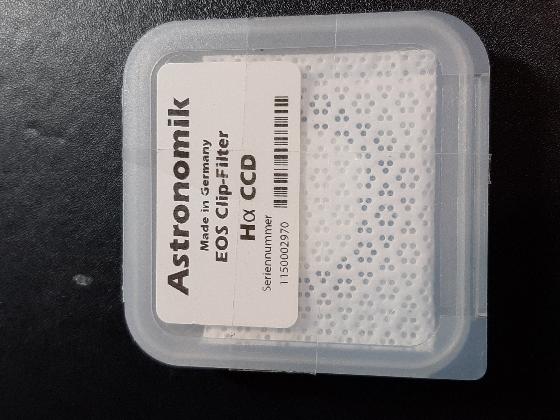 Astronomik
Made in Germany
EOS Clip-Filter
Hα CCD
Seriennummer
1150002970